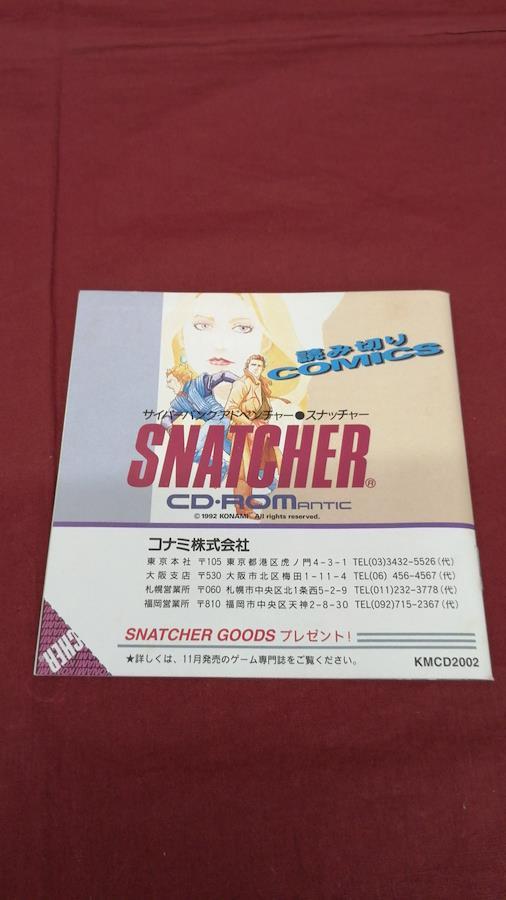 読み切り
COMICS
サイバーパンク・アドベンチャー●スナッチャー
SNATCHER®
CD-ROMANTIC
© 1992 KONAMI. All rights reserved.
コナミ株式会社
東京本社 〒105 東京都港区虎ノ門4-3-1 TEL(03)3432-5526(代)
大阪支店 〒530 大阪市北区梅田1-11-4 TEL(06) 456-4567(代)
札幌営業所 〒060 札幌市中央区北1条西5-2-9 TEL(011)232-3778(代)
福岡営業所 〒810 福岡市中央区天神2-8-30 TEL(092)715-2367(代)
SNATCHER GOODS プレゼント!
★詳しくは、11月発売のゲーム専門誌をご覧ください。
KMCD2002
CHER
KONAMI